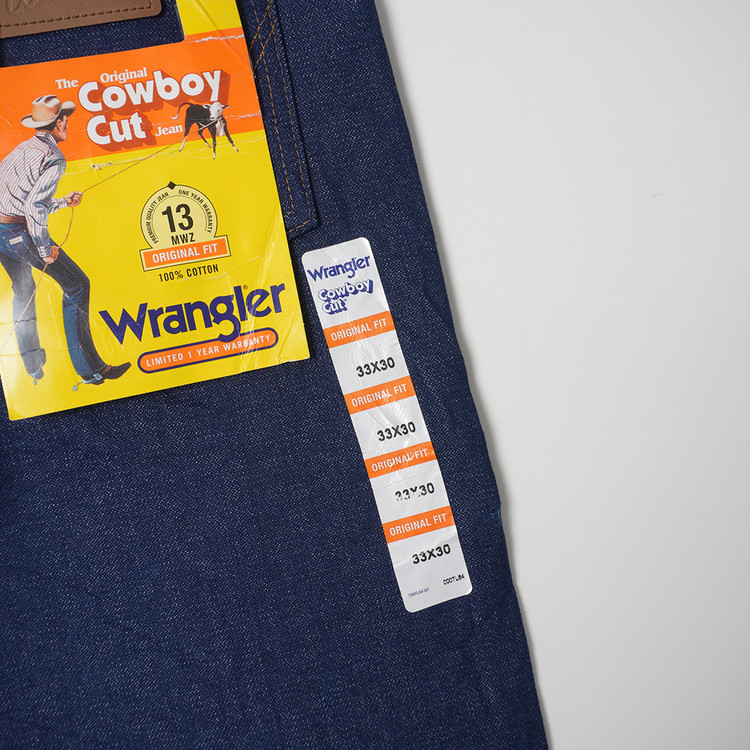 The Original
Cowboy
Cut Jean
PREMIUM QUALITY JEAN
ONE YEAR WARRANTY
13
MWZ
ORIGINAL FIT
100% COTTON
Wrangler
LIMITED 1 YEAR WARRANTY
Wrangler
Cowboy
Cut
ORIGINAL FIT
33X30
ORIGINAL FIT
33X30
ORIGINAL FIT
33X30
ORIGINAL FIT
33X30